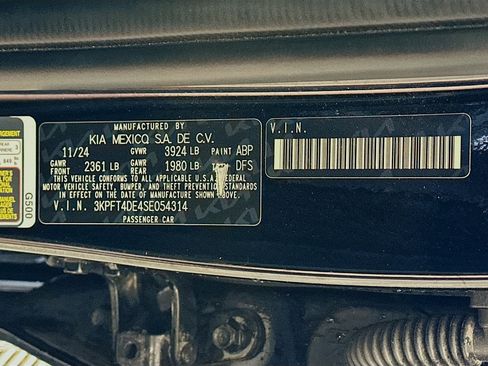 MFD. BY
KIA MEXICO, S.A. DE C.V.
11/24 GVWR 3924 LB PAINT ABP
GAWR FRONT 2361 LB GAWR REAR 1980 LB TRIM DFS
THIS VEHICLE CONFORMS TO ALL APPLICABLE U.S. FEDERAL
MOTOR VEHICLE SAFETY, BUMPER, AND THEFT PREVENTION STANDARDS
IN EFFECT ON THE DATE OF MANUFACTURE SHOWN ABOVE.
V.I.N. 3KPFT4DE4SE054314
PASSENGER CAR
V.I.N.
G500